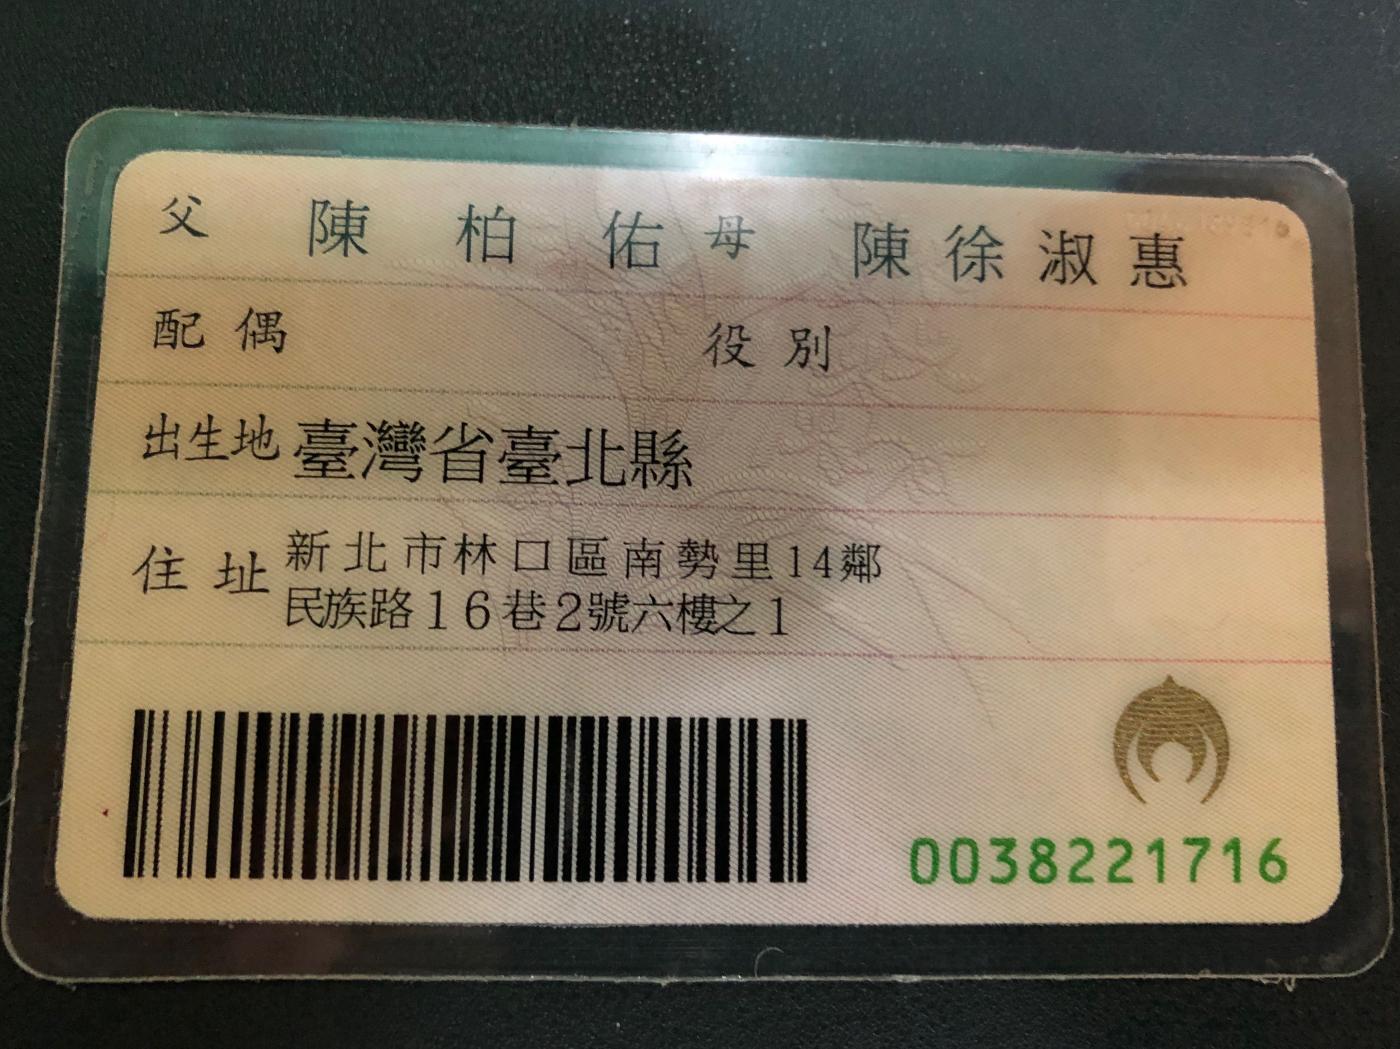 父 陳柏佑 母 陳徐淑惠
配偶 役別
出生地 臺灣省臺北縣
住址 新北市林口區南勢里14鄰
民族路16巷2號六樓之1
0038221716